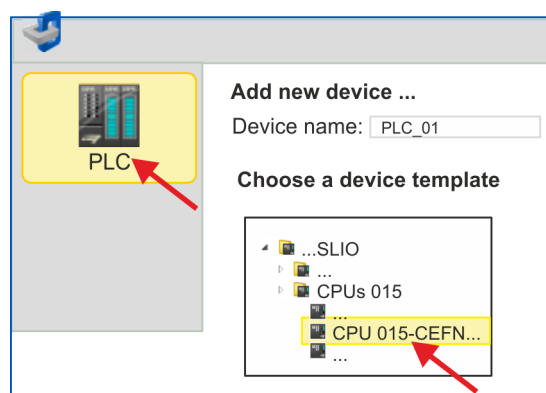 PLC
Add new device ...
Device name: PLC_01
Choose a device template
...SLIO
...
CPUs 015
...
CPU 015-CEFN...
...